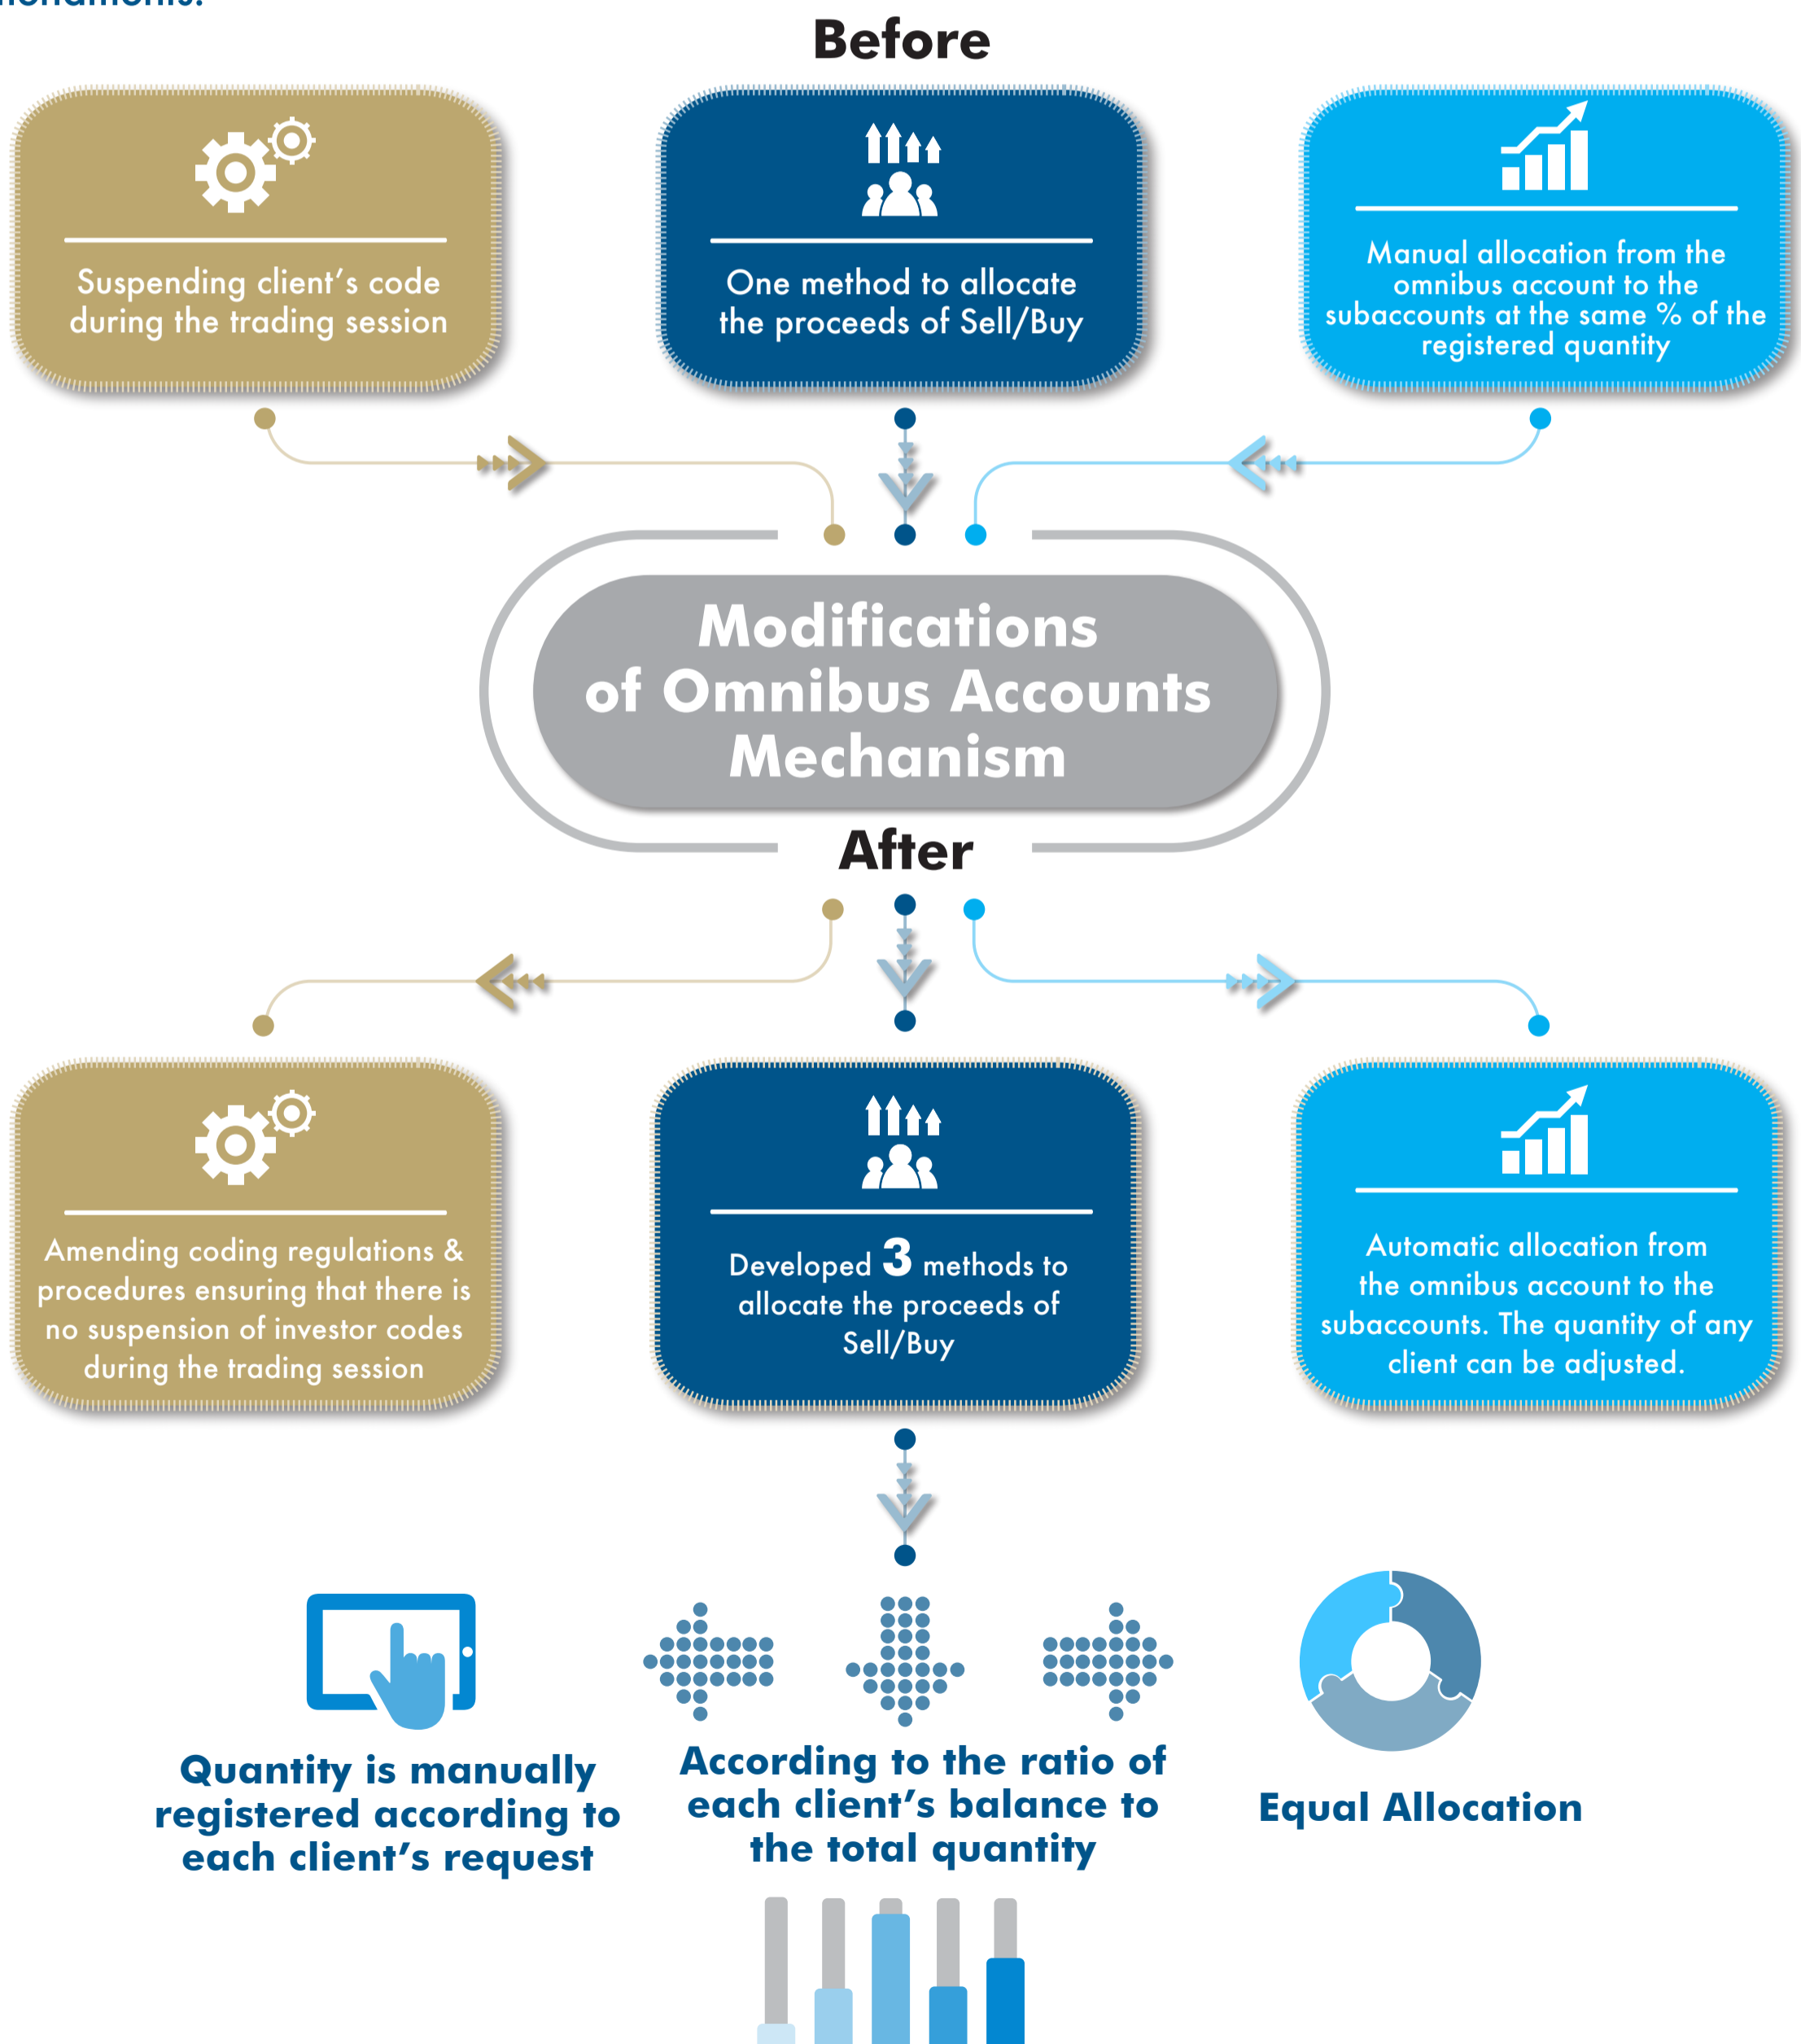 Before
Suspending client's code
during the trading session
One method to allocate
the proceeds of Sell/Buy
Manual allocation from the
omnibus account to the
subaccounts at the same % of the
registered quantity
Modifications
of Omnibus Accounts
Mechanism
After
Amending coding regulations &
procedures ensuring that there is
no suspension of investor codes
during the trading session
Developed 3 methods to
allocate the proceeds of
Sell/Buy
Automatic allocation from
the omnibus account to the
subaccounts. The quantity of any
client can be adjusted.
Quantity is manually
registered according to
each client's request
According to the ratio of
each client's balance to
the total quantity
Equal Allocation